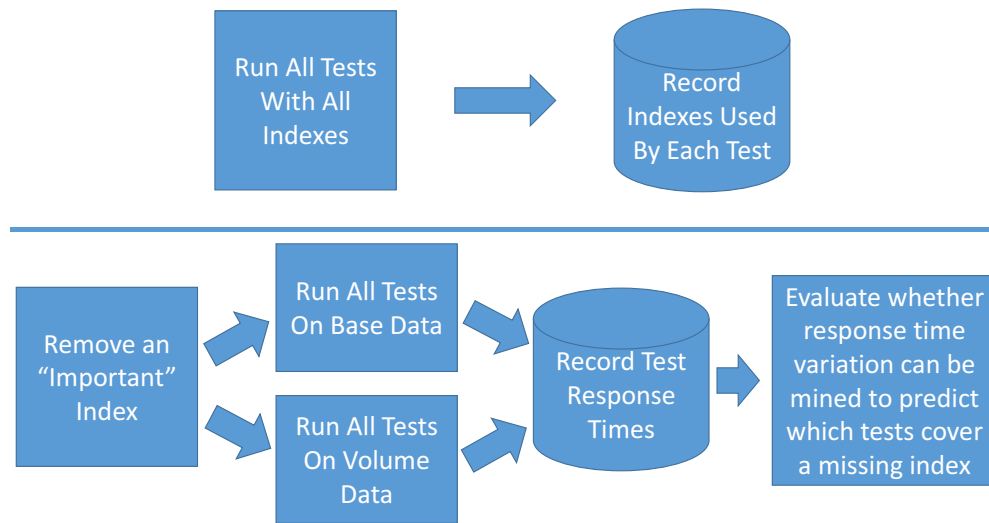 Run All Tests
With All
Indexes
Record
Indexes Used
By Each Test
Remove an
“Important”
Index
Run All Tests
On Base Data
Run All Tests
On Volume
Data
Record Test
Response
Times
Evaluate whether
response time
variation can be
mined to predict
which tests cover
a missing index